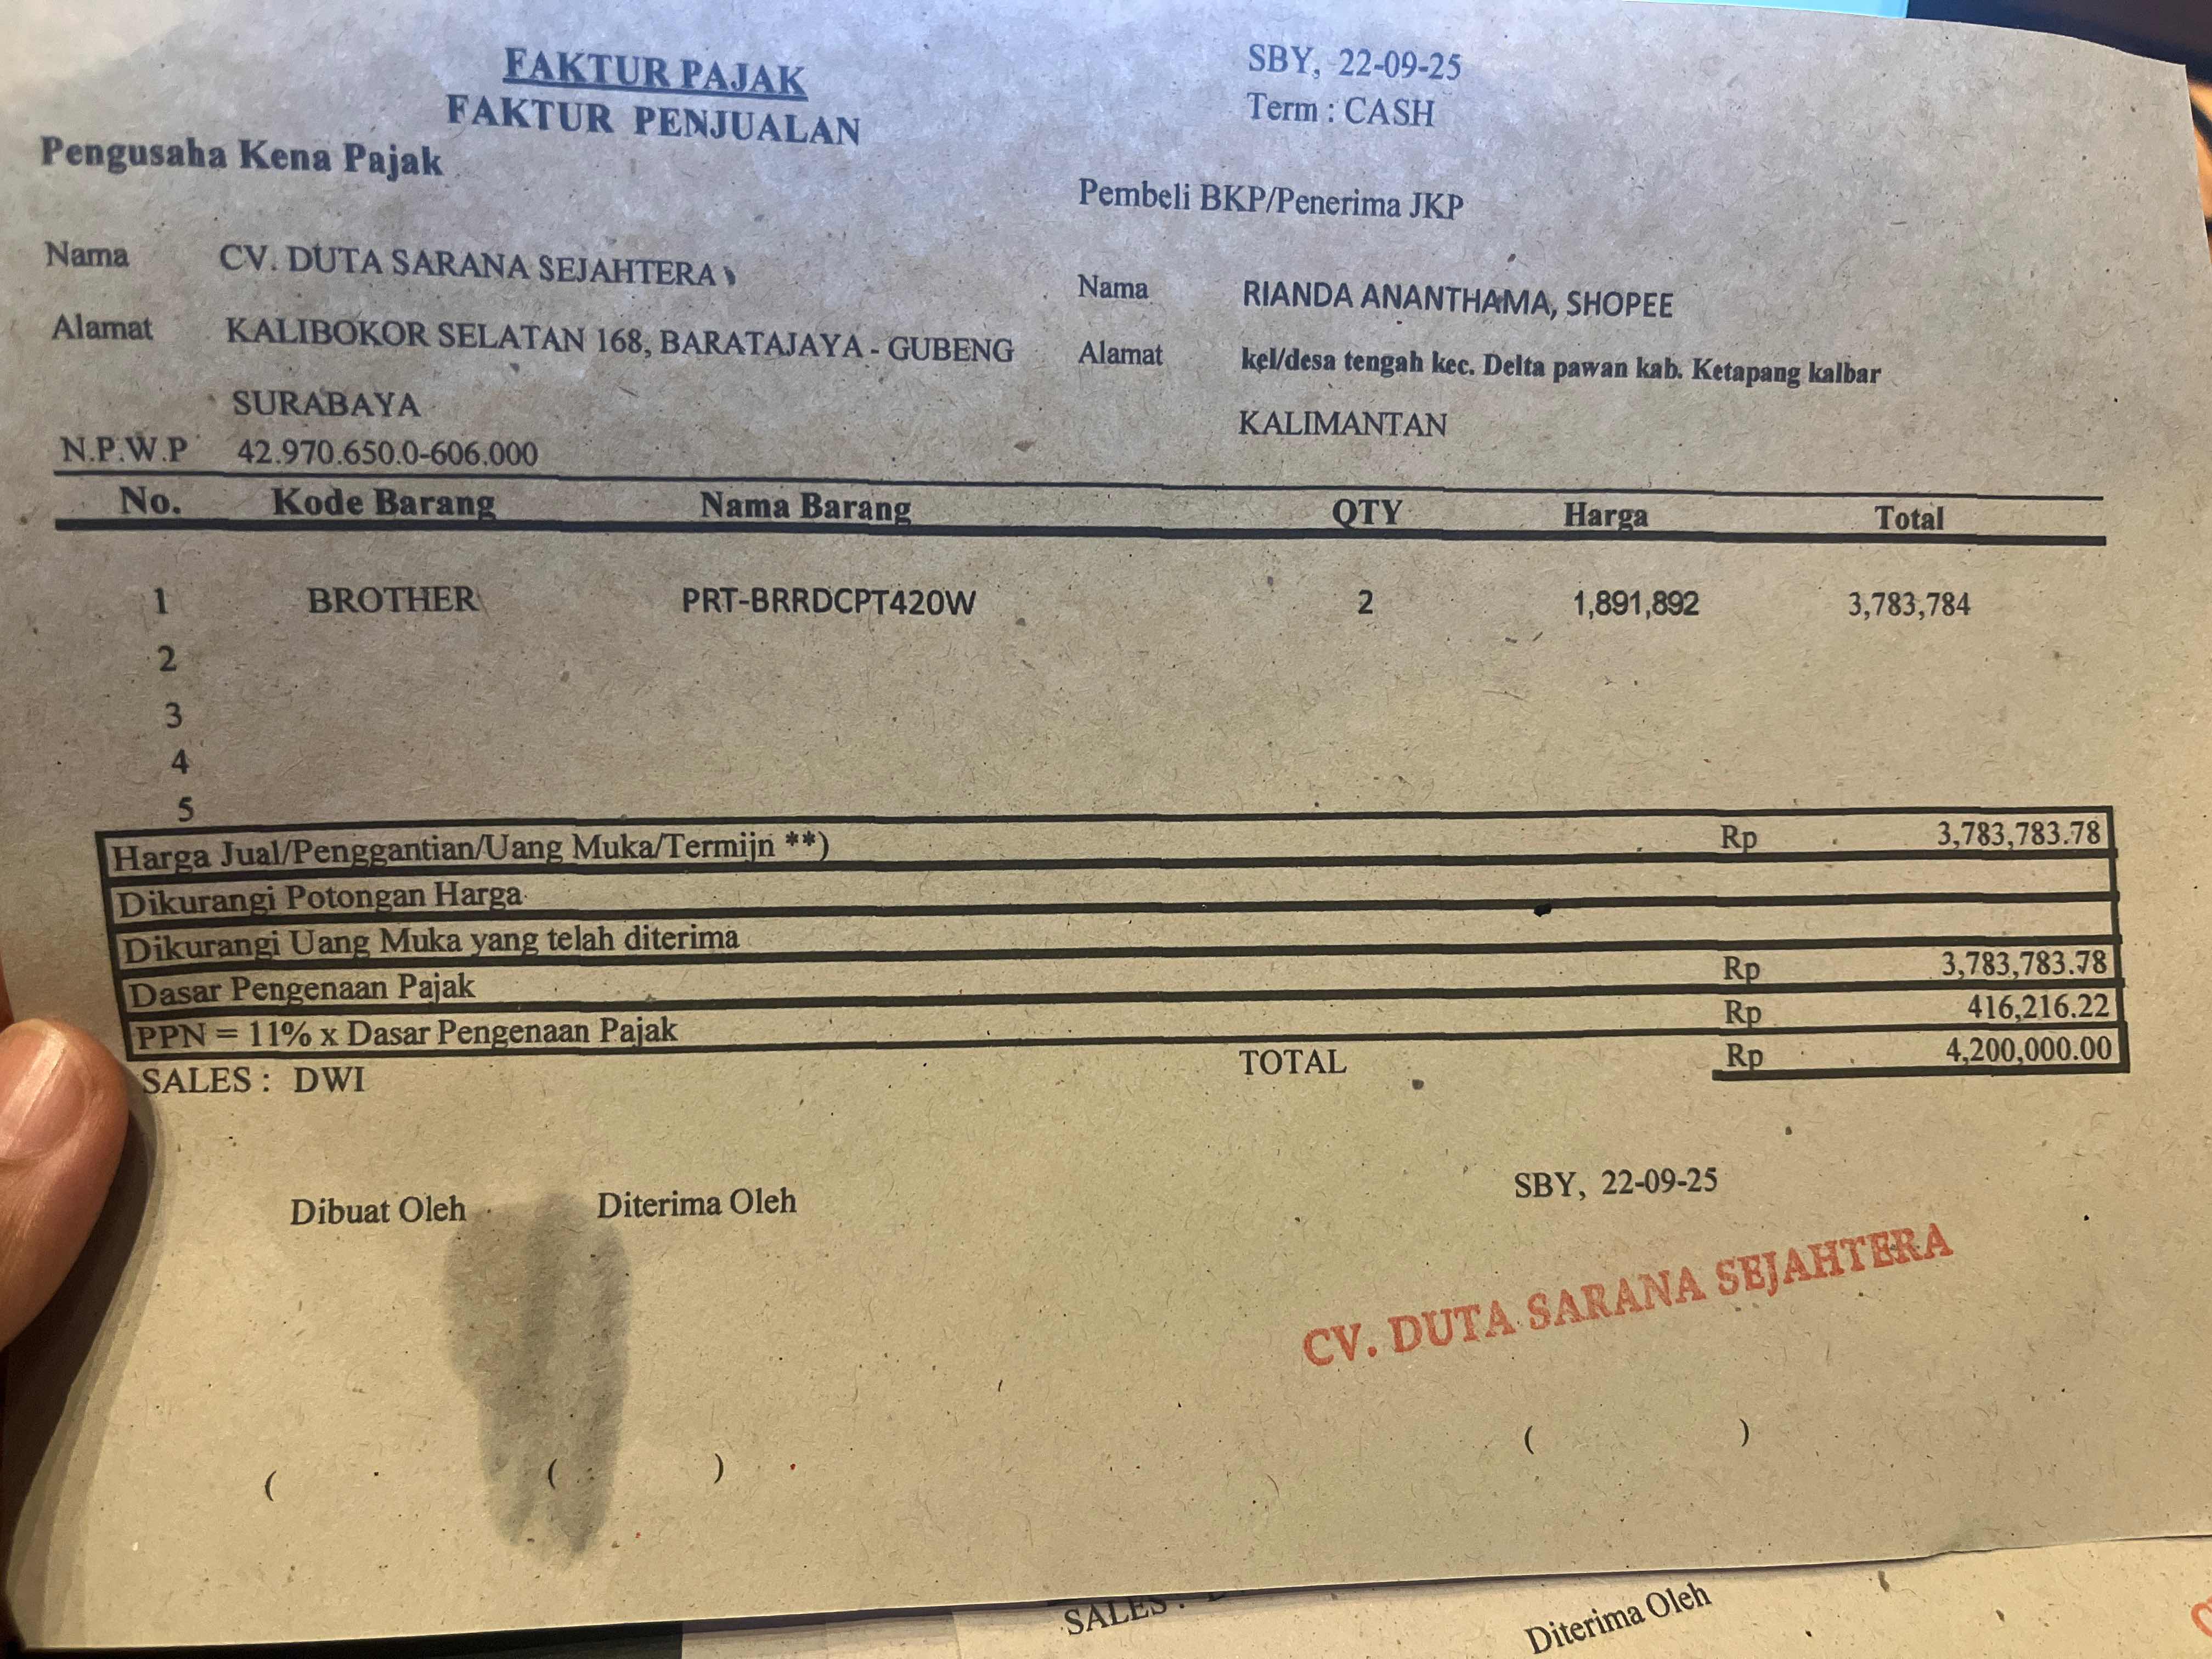 FAKTUR PAJAK
FAKTUR PENJUALAN
SBY, 22-09-25
Term : CASH
Pengusaha Kena Pajak
Pembeli BKP/Penerima JKP
Nama CV. DUTA SARANA SEJAHTERA
Nama RIANDA ANANTHAMA, SHOPEE
Alamat KALIBOKOR SELATAN 168, BARATAJAYA - GUBENG
Alamat kel/desa tengah kec. Delta pawan kab. Ketapang kalbar
SURABAYA
KALIMANTAN
N.P.W.P 42.970.650.0-606.000
No. Kode Barang Nama Barang QTY Harga Total
1 BROTHER PRT-BRRDCPT420W 2 1,891,892 3,783,784
2
3
4
5
Harga Jual/Penggantian/Uang Muka/Termijn **) Rp 3,783,783.78
Dikurangi Potongan Harga
Dikurangi Uang Muka yang telah diterima
Dasar Pengenaan Pajak Rp 3,783,783.78
PPN = 11% x Dasar Pengenaan Pajak Rp 416,216.22
SALES : DWI TOTAL Rp 4,200,000.00
Dibuat Oleh Diterima Oleh SBY, 22-09-25
CV. DUTA SARANA SEJAHTERA
( ( ) ( )
SALES :
Diterima Oleh